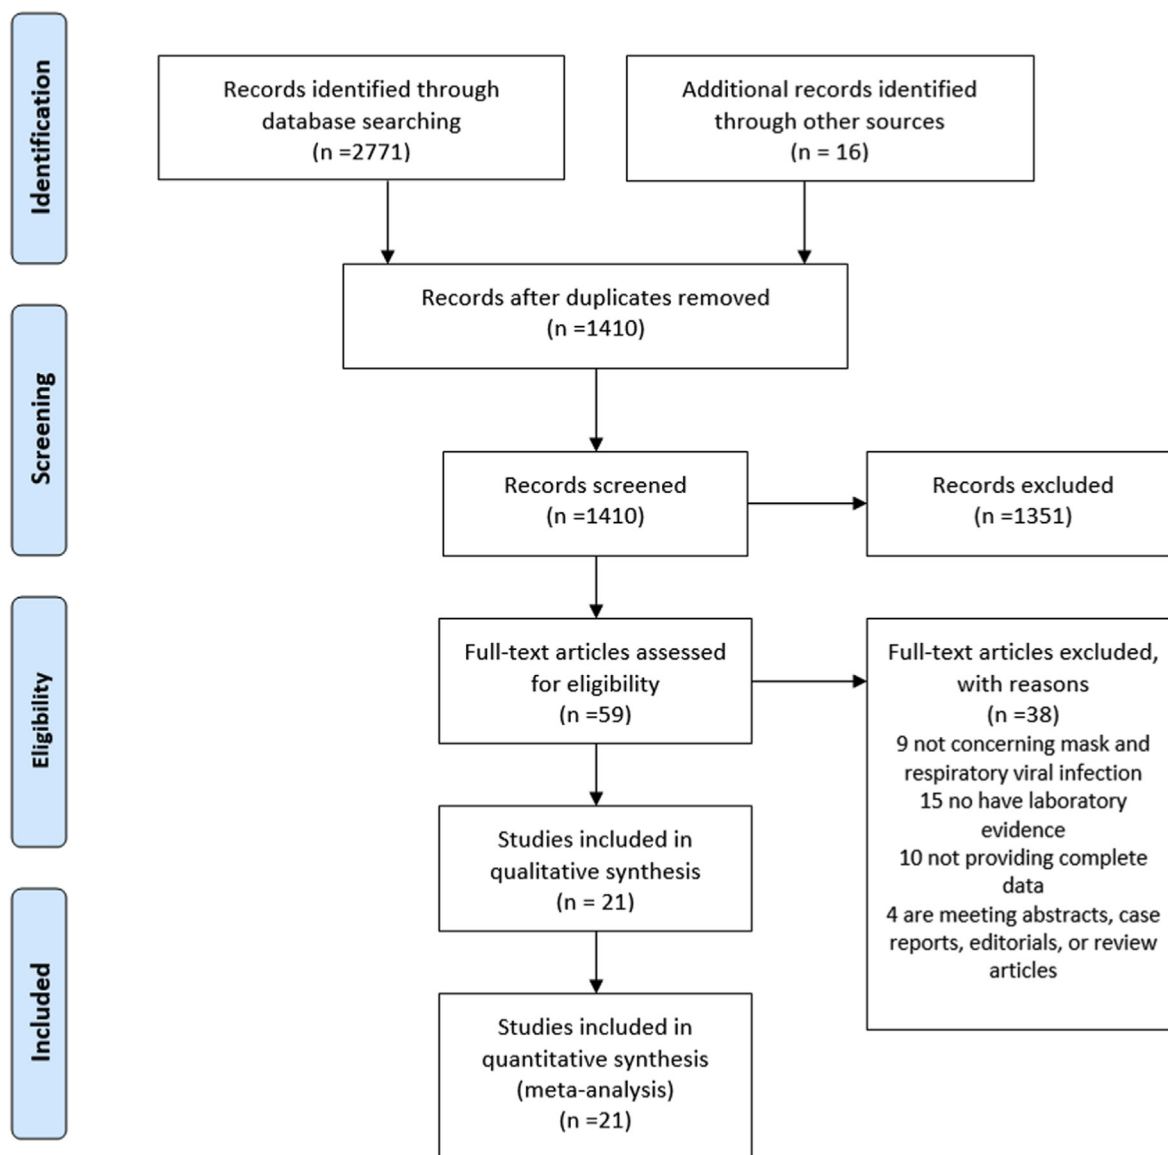 Identification
Records identified through
database searching
(n =2771)
Additional records identified
through other sources
(n = 16)
Records after duplicates removed
(n =1410)
Screening
Records screened
(n =1410)
Records excluded
(n =1351)
Eligibility
Full-text articles assessed
for eligibility
(n =59)
Full-text articles excluded,
with reasons
(n =38)
9 not concerning mask and
respiratory viral infection
15 no have laboratory
evidence
10 not providing complete
data
4 are meeting abstracts, case
reports, editorials, or review
articles
Studies included in
qualitative synthesis
(n = 21)
Included
Studies included in
quantitative synthesis
(meta-analysis)
(n =21)